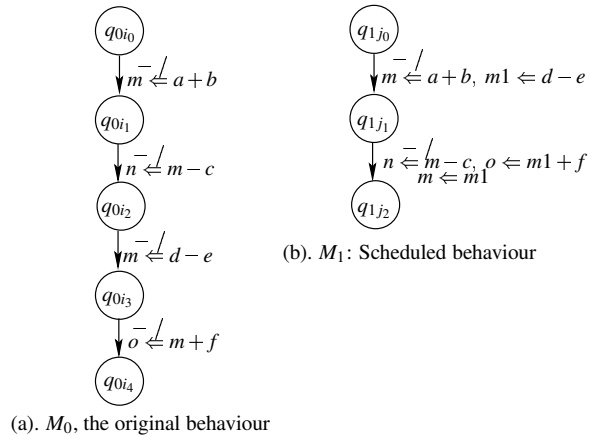 q0i0
− /
m ⇐ a + b
q0i1
− /
n ⇐ m − c
q0i2
− /
m ⇐ d − e
q0i3
− /
o ⇐ m + f
q0i4
(a). M0, the original behaviour
q1j0
− /
m ⇐ a + b, m1 ⇐ d − e
q1j1
− /
n ⇐ m − c, o ⇐ m1 + f
m ⇐ m1
q1j2
(b). M1: Scheduled behaviour